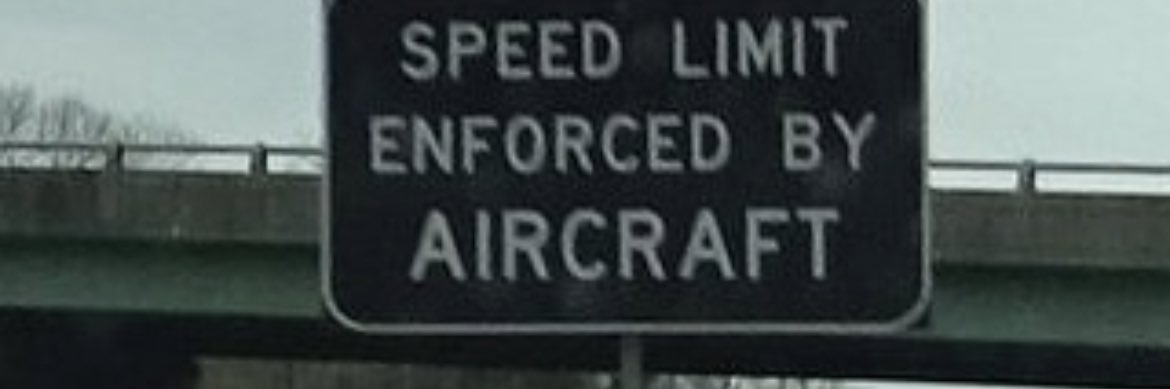 SPEED LIMIT
ENFORCED BY
AIRCRAFT